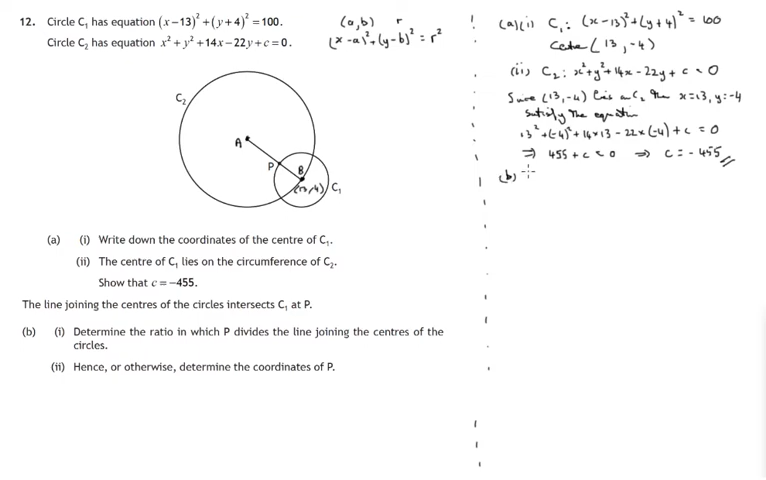 12. Circle C₁ has equation (x−13)² + (y+4)² = 100.
Circle C₂ has equation x² + y² + 14x − 22y + c = 0.
(a, b) r
(x − a)² + (y − b)² = r²
C₂
A
P
B
(13,-4)
C₁
(a) (i) Write down the coordinates of the centre of C₁.
(ii) The centre of C₁ lies on the circumference of C₂.
Show that c = −455.
The line joining the centres of the circles intersects C₁ at P.
(b) (i) Determine the ratio in which P divides the line joining the centres of the
circles.
(ii) Hence, or otherwise, determine the coordinates of P.
(a)(i) C₁: (x − 13)² + (y + 4)² = 100
(13, -4)
(ii) C₂: x² + y² + 14x − 22y + c = 0
Since (13, -4) lies on C₂ then x = 13, y = -4
satisfy the equation
13² + (-4)² + 14 × 13 − 22 × (-4) + c = 0
⇒ 455 + c = 0 ⇒ c = - 455
(b)